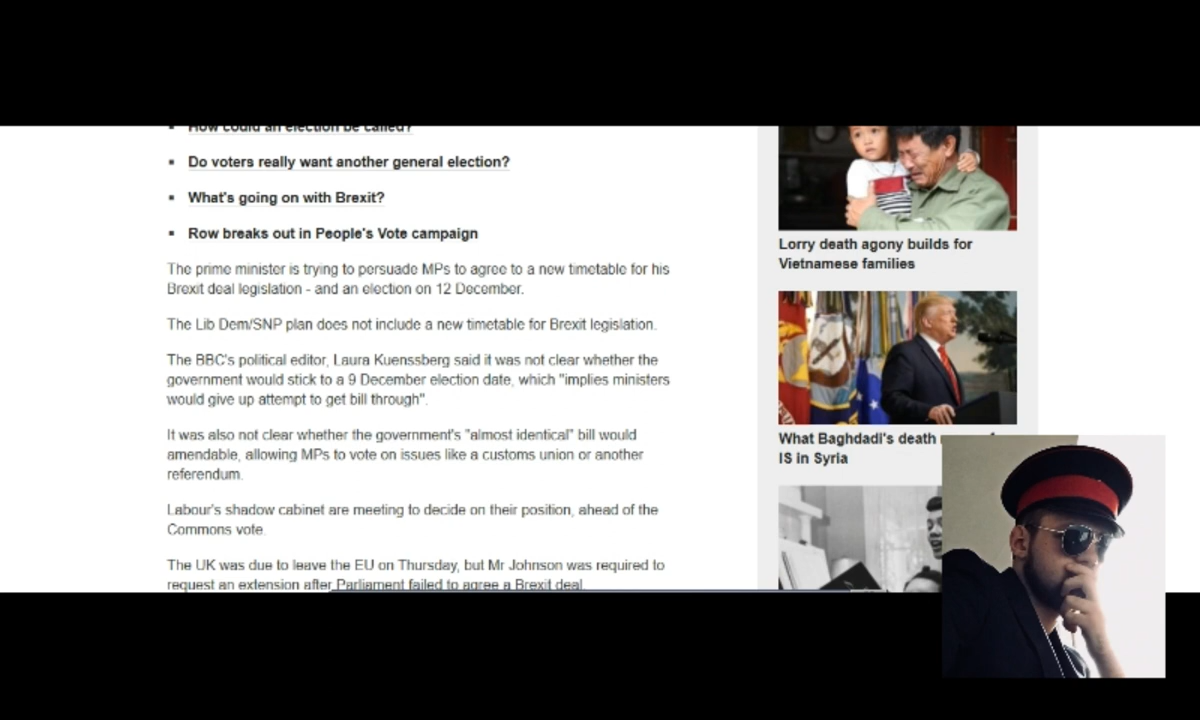 How could an election be called?
Do voters really want another general election?
What's going on with Brexit?
Row breaks out in People's Vote campaign
The prime minister is trying to persuade MPs to agree to a new timetable for his
Brexit deal legislation - and an election on 12 December.
The Lib Dem/SNP plan does not include a new timetable for Brexit legislation.
The BBC's political editor, Laura Kuenssberg said it was not clear whether the
government would stick to a 9 December election date, which "implies ministers
would give up attempt to get bill through".
It was also not clear whether the government's "almost identical" bill would
amendable, allowing MPs to vote on issues like a customs union or another
referendum.
Labour's shadow cabinet are meeting to decide on their position, ahead of the
Commons vote.
The UK was due to leave the EU on Thursday, but Mr Johnson was required to
request an extension after Parliament failed to agree a Brexit deal
Lorry death agony builds for
Vietnamese families
What Baghdadi's death
IS in Syria